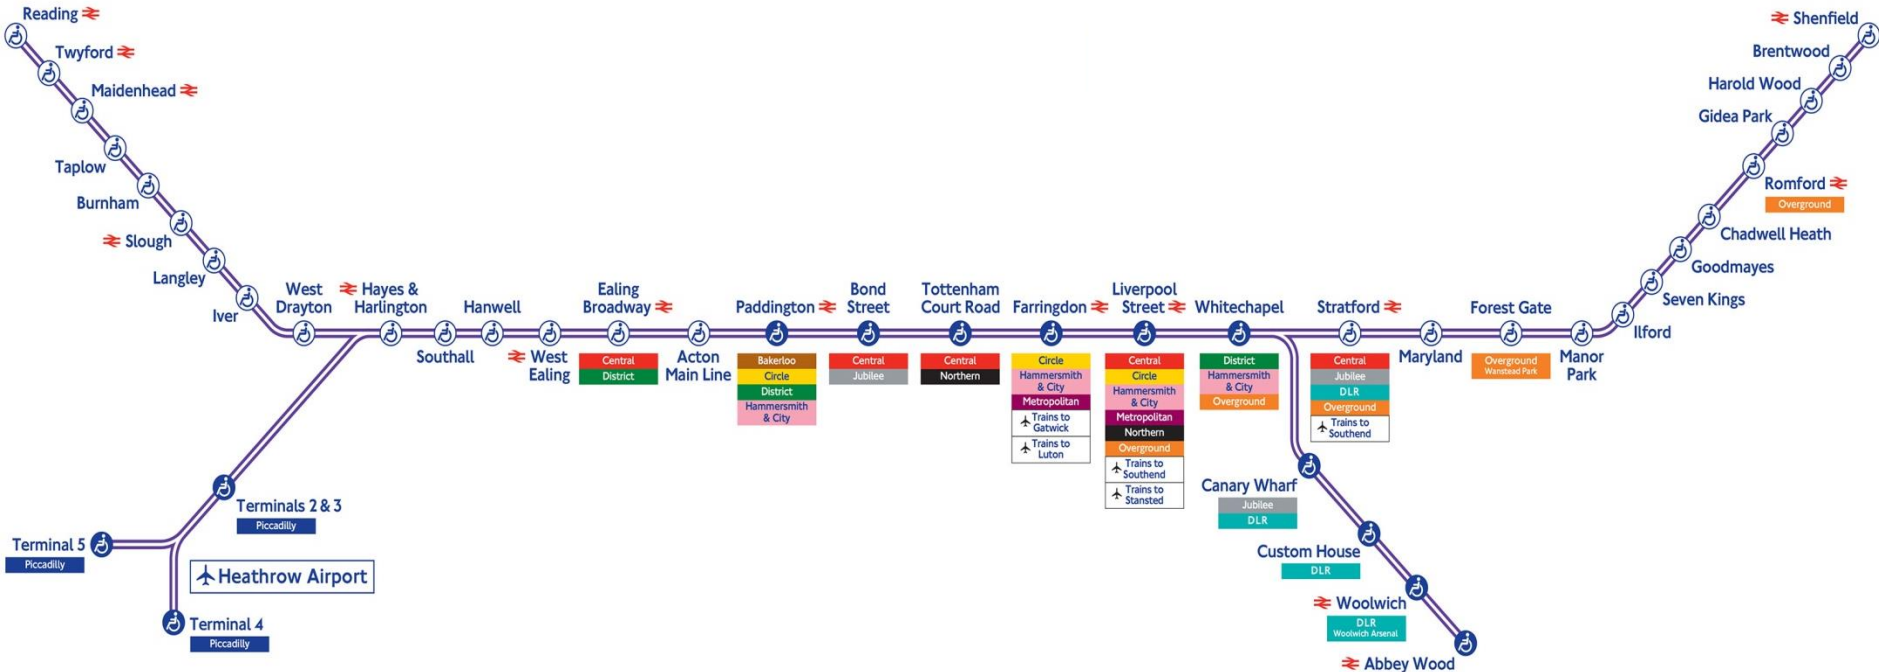 Reading
Twyford
Maidenhead
Taplow
Burnham
Slough
Langley
Iver
West
Drayton
Hayes &
Harlington
Southall
Hanwell
West
Ealing
Ealing
Broadway
Central
District
Acton
Main Line
Paddington
Bakerloo
Circle
District
Hammersmith
& City
Bond
Street
Central
Jubilee
Tottenham
Court Road
Central
Northern
Farringdon
Circle
Hammersmith
& City
Metropolitan
Trains to
Gatwick
Trains to
Luton
Liverpool
Street
Central
Circle
Hammersmith
& City
Metropolitan
Northern
Overground
Trains to
Southend
Trains to
Stansted
Whitechapel
District
Hammersmith
& City
Overground
Stratford
Central
Jubilee
DLR
Overground
Trains to
Southend
Maryland
Forest Gate
Overground
Wanstead Park
Manor
Park
Ilford
Seven Kings
Goodmayes
Chadwell Heath
Romford
Overground
Gidea Park
Harold Wood
Brentwood
Shenfield
Terminals 2 & 3
Piccadilly
Terminal 5
Piccadilly
Heathrow Airport
Terminal 4
Piccadilly
Canary Wharf
Jubilee
DLR
Custom House
DLR
Woolwich
DLR
Woolwich Arsenal
Abbey Wood